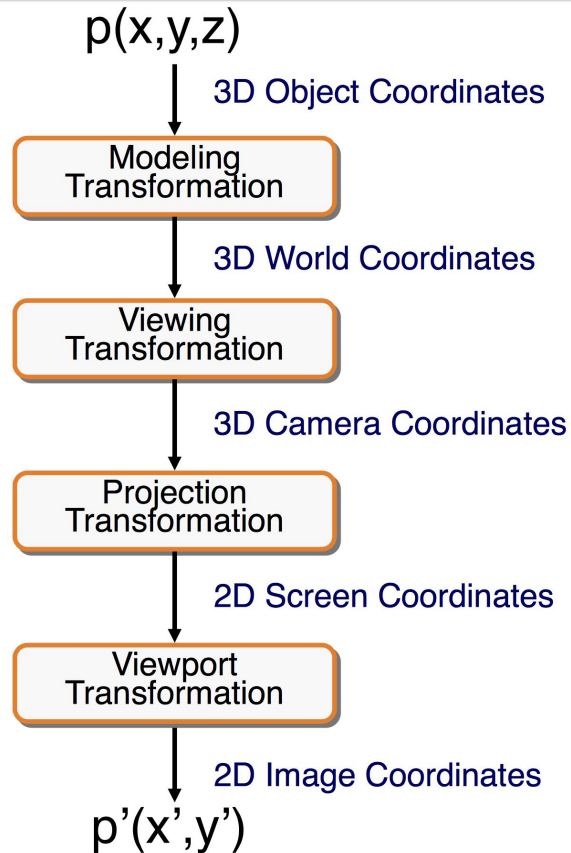 p(x,y,z)
3D Object Coordinates
Modeling
Transformation
3D World Coordinates
Viewing
Transformation
3D Camera Coordinates
Projection
Transformation
2D Screen Coordinates
Viewport
Transformation
2D Image Coordinates
p’(x’,y’)